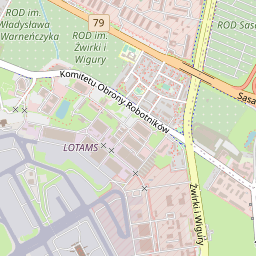 ROD im.
Władysława
Warneńczyka
79
ROD im.
Żwirki i
Wigury
ROD Sas
Komitetu Obrony Robotników
Sasa
LOTAMS
Żwirki i Wigury